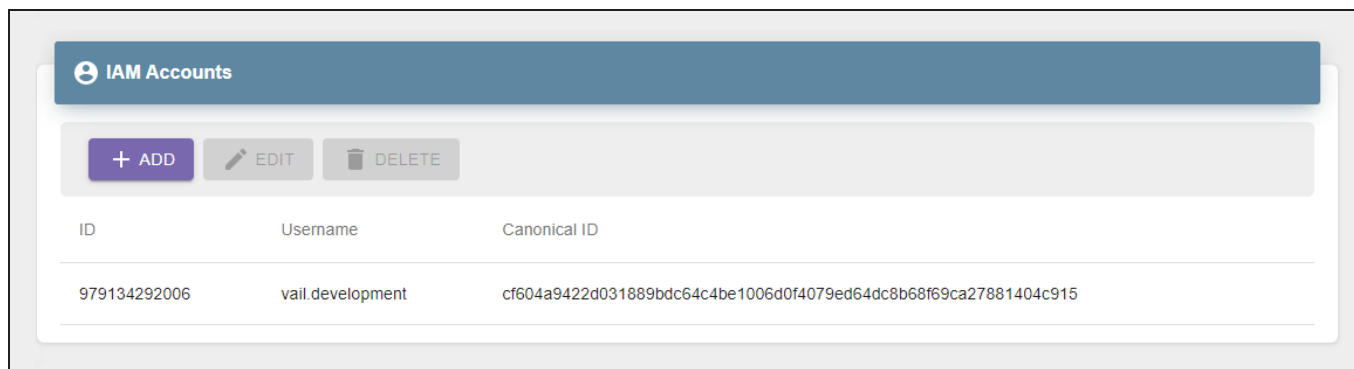 IAM Accounts
+ ADD EDIT DELETE
ID Username Canonical ID
979134292006 vail.development cf604a9422d031889bdc64c4be1006d0f4079ed64dc8b68f69ca27881404c915